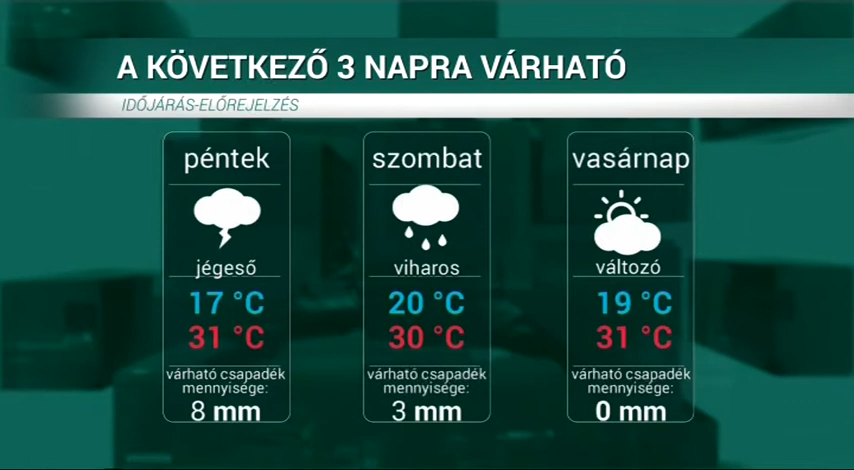 A KÖVETKEZŐ 3 NAPRA VÁRHATÓ
IDŐJÁRÁS-ELŐREJELZÉS
péntek
jégeső
17 °C
31 °C
várható csapadék
mennyisége:
8 mm
szombat
viharos
20 °C
30 °C
várható csapadék
mennyisége:
3 mm
vasárnap
változó
19 °C
31 °C
várható csapadék
mennyisége:
0 mm